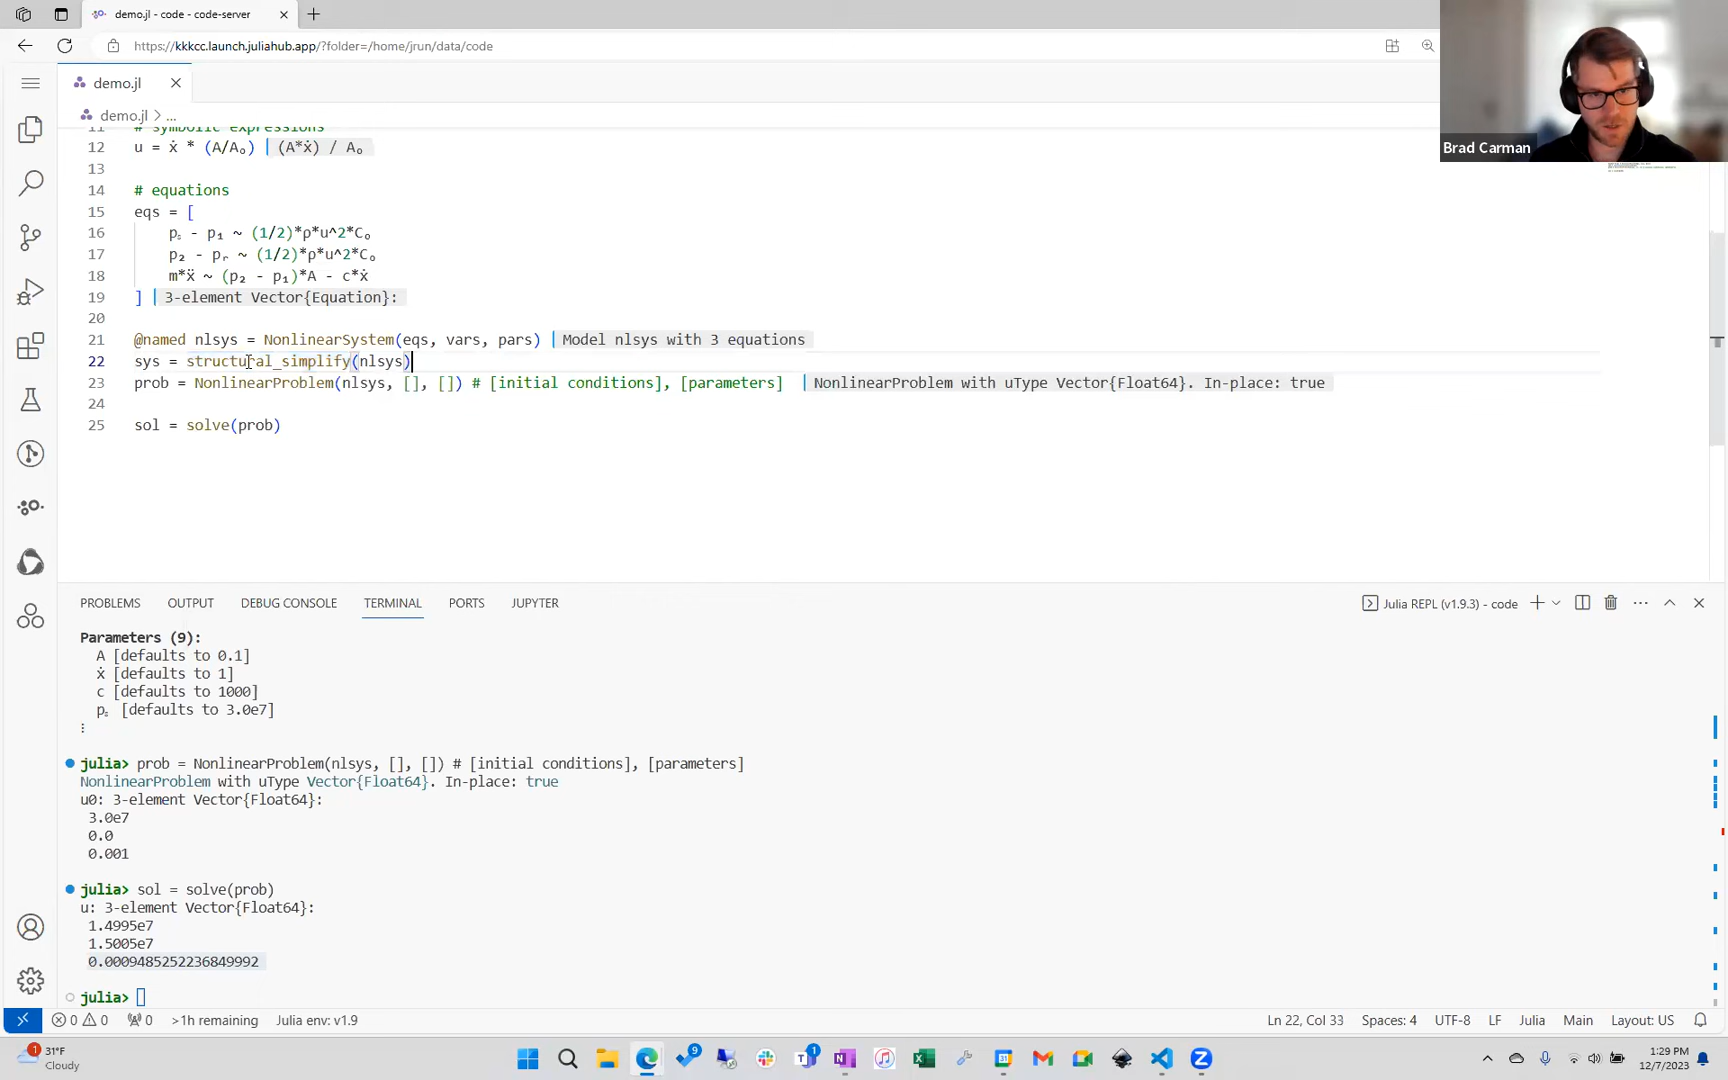 demo.jl - code - code-server
https://kkkcc.launch.juliahub.app/?folder=/home/jrun/data/code
Brad Carman
demo.jl
demo.jl > ...
11 # symbolic expressions
12 u = ẋ * (A/Aₒ) (A*ẋ) / Aₒ
13
14 # equations
15 eqs = [
16 pₛ - p₁ ~ (1/2)*ρ*u^2*Cₒ
17 p₂ - pᵣ ~ (1/2)*ρ*u^2*Cₒ
18 m*ẍ ~ (p₂ - p₁)*A - c*ẋ
19 ] 3-element Vector{Equation}:
20
21 @named nlsys = NonlinearSystem(eqs, vars, pars) Model nlsys with 3 equations
22 sys = structural_simplify(nlsys)
23 prob = NonlinearProblem(nlsys, [], []) # [initial conditions], [parameters] NonlinearProblem with uType Vector{Float64}. In-place: true
24
25 sol = solve(prob)
PROBLEMS OUTPUT DEBUG CONSOLE TERMINAL PORTS JUPYTER Julia REPL (v1.9.3) - code
Parameters (9):
A [defaults to 0.1]
ẋ [defaults to 1]
c [defaults to 1000]
pₛ [defaults to 3.0e7]
⋮
julia> prob = NonlinearProblem(nlsys, [], []) # [initial conditions], [parameters]
NonlinearProblem with uType Vector{Float64}. In-place: true
u0: 3-element Vector{Float64}:
3.0e7
0.0
0.001
julia> sol = solve(prob)
u: 3-element Vector{Float64}:
1.4995e7
1.5005e7
0.0009485252236849992
julia>
0 0 0 >1h remaining Julia env: v1.9 Ln 22, Col 33 Spaces: 4 UTF-8 LF Julia Main Layout: US
1 31°F
Cloudy
9
1
1:29 PM
12/7/2023